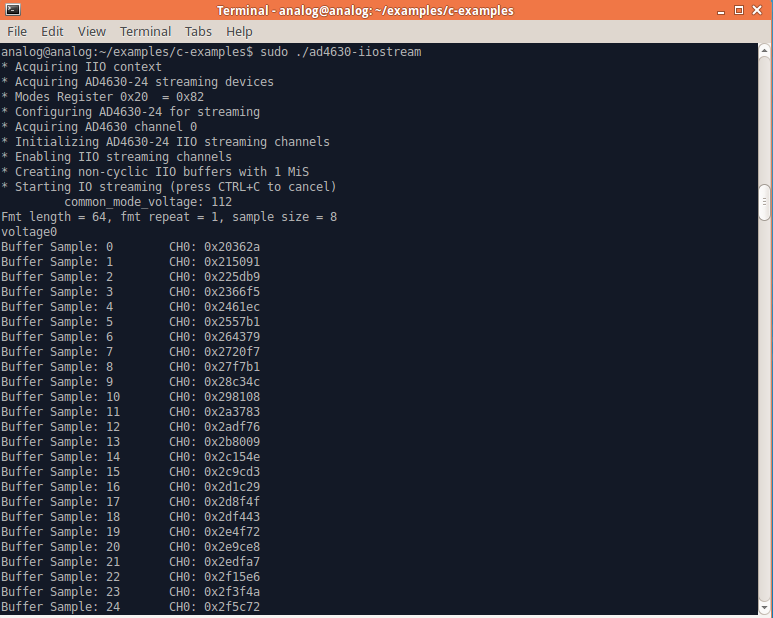 Terminal - analog@analog: ~/examples/c-examples
File Edit View Terminal Tabs Help
analog@analog:~/examples/c-examples$ sudo ./ad4630-iiostream
* Acquiring IIO context
* Acquiring AD4630-24 streaming devices
* Modes Register 0x20  = 0x82
* Configuring AD4630-24 for streaming
* Acquiring AD4630 channel 0
* Initializing AD4630-24 IIO streaming channels
* Enabling IIO streaming channels
* Creating non-cyclic IIO buffers with 1 MiS
* Starting IO streaming (press CTRL+C to cancel)
         common_mode_voltage: 112
Fmt length = 64, fmt repeat = 1, sample size = 8
voltage0
Buffer Sample: 0        CH0: 0x20362a
Buffer Sample: 1        CH0: 0x215091
Buffer Sample: 2        CH0: 0x225db9
Buffer Sample: 3        CH0: 0x2366f5
Buffer Sample: 4        CH0: 0x2461ec
Buffer Sample: 5        CH0: 0x2557b1
Buffer Sample: 6        CH0: 0x264379
Buffer Sample: 7        CH0: 0x2720f7
Buffer Sample: 8        CH0: 0x27f7b1
Buffer Sample: 9        CH0: 0x28c34c
Buffer Sample: 10       CH0: 0x298108
Buffer Sample: 11       CH0: 0x2a3783
Buffer Sample: 12       CH0: 0x2adf76
Buffer Sample: 13       CH0: 0x2b8009
Buffer Sample: 14       CH0: 0x2c154e
Buffer Sample: 15       CH0: 0x2c9cd3
Buffer Sample: 16       CH0: 0x2d1c29
Buffer Sample: 17       CH0: 0x2d8f4f
Buffer Sample: 18       CH0: 0x2df443
Buffer Sample: 19       CH0: 0x2e4f72
Buffer Sample: 20       CH0: 0x2e9ce8
Buffer Sample: 21       CH0: 0x2edfa7
Buffer Sample: 22       CH0: 0x2f15e6
Buffer Sample: 23       CH0: 0x2f3f4a
Buffer Sample: 24       CH0: 0x2f5c72